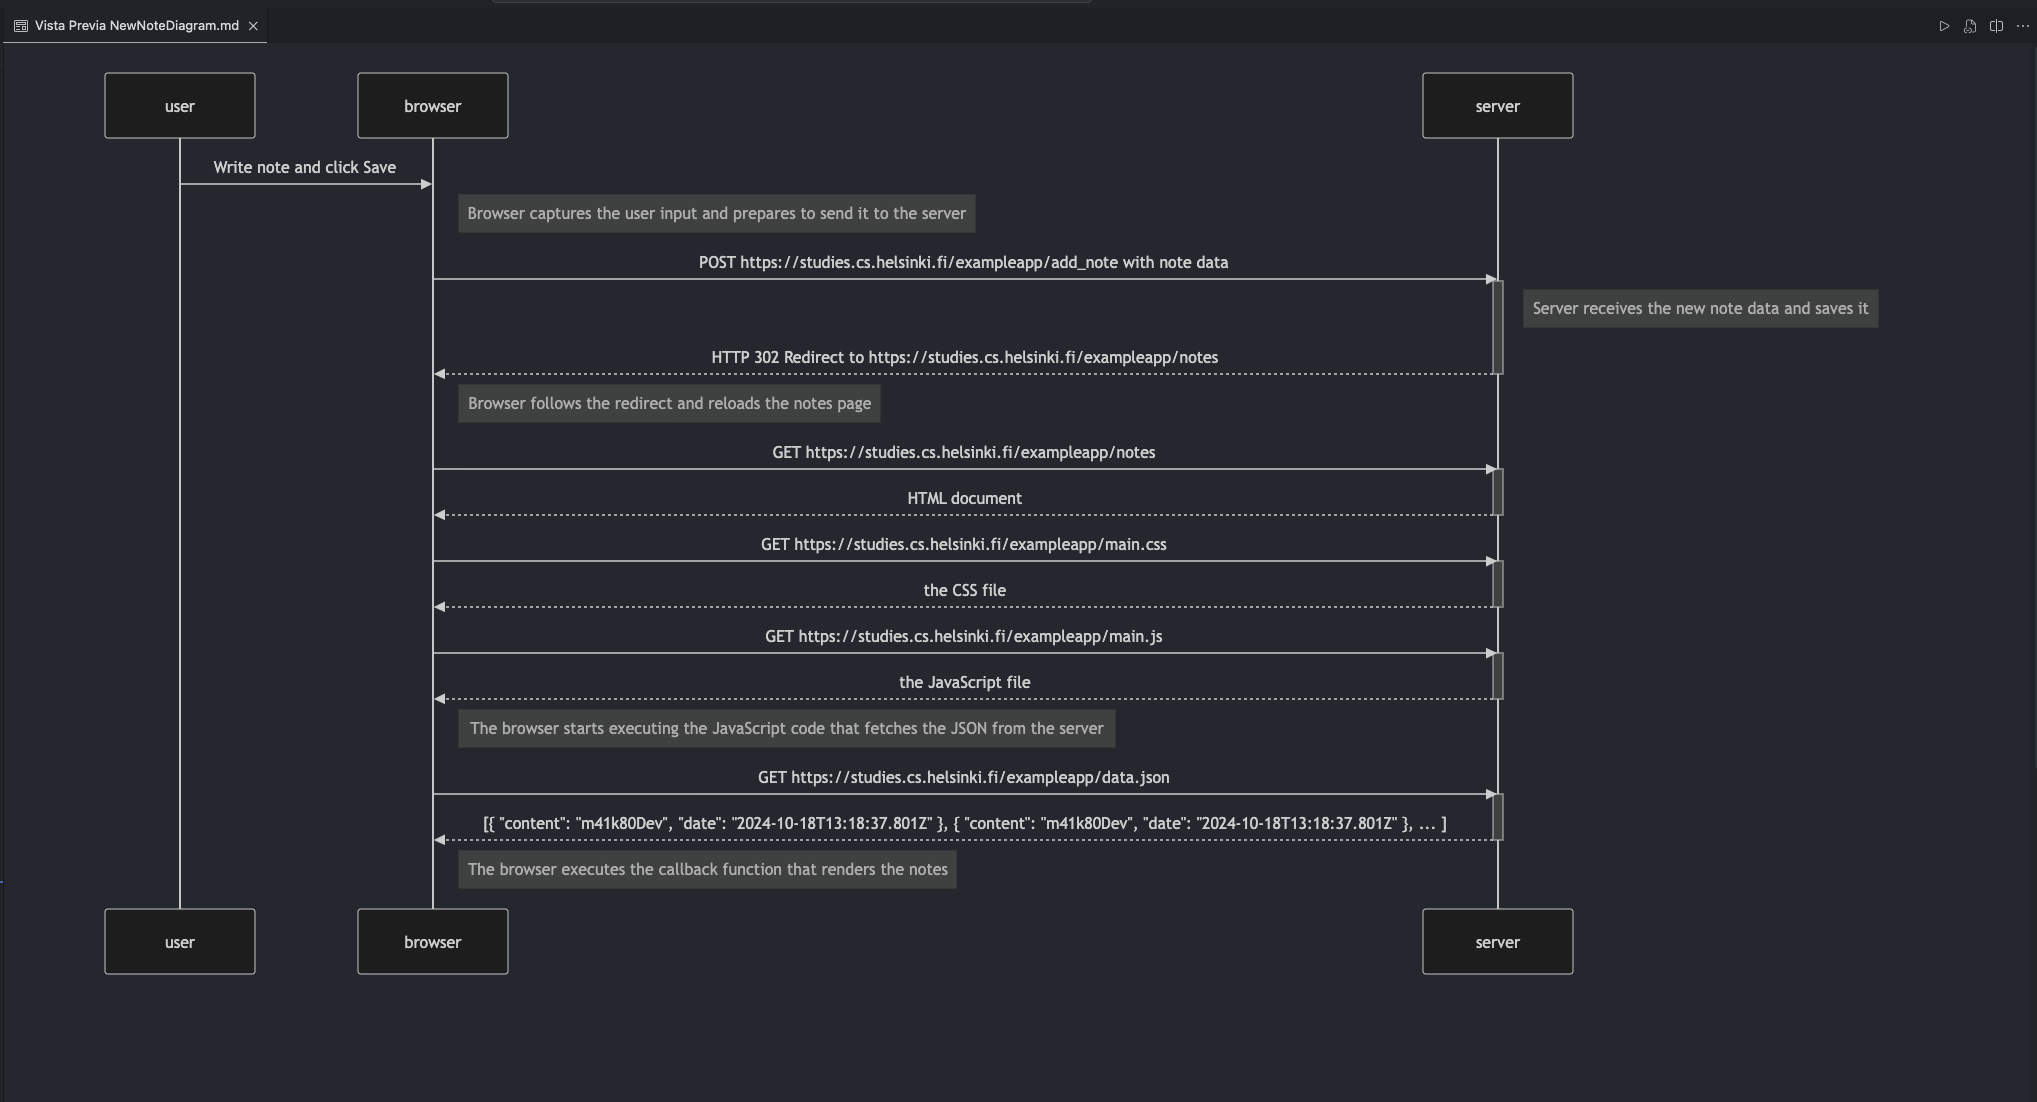 Vista Previa NewNoteDiagram.md
user
browser
server
Write note and click Save
Browser captures the user input and prepares to send it to the server
POST https://studies.cs.helsinki.fi/exampleapp/add_note with note data
Server receives the new note data and saves it
HTTP 302 Redirect to https://studies.cs.helsinki.fi/exampleapp/notes
Browser follows the redirect and reloads the notes page
GET https://studies.cs.helsinki.fi/exampleapp/notes
HTML document
GET https://studies.cs.helsinki.fi/exampleapp/main.css
the CSS file
GET https://studies.cs.helsinki.fi/exampleapp/main.js
the JavaScript file
The browser starts executing the JavaScript code that fetches the JSON from the server
GET https://studies.cs.helsinki.fi/exampleapp/data.json
[{ "content": "m41k80Dev", "date": "2024-10-18T13:18:37.801Z" }, { "content": "m41k80Dev", "date": "2024-10-18T13:18:37.801Z" }, ... ]
The browser executes the callback function that renders the notes
user
browser
server